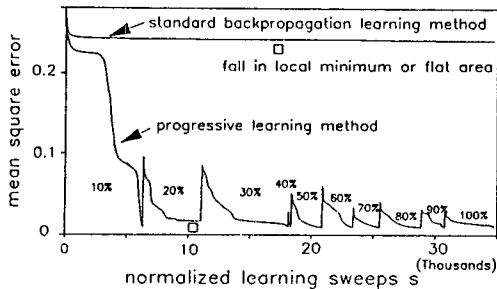 standard backpropagation learning method
0.2
fall in local minimum or flat area
mean square error
progressive learning method
0.1
10%
20%
30%
40%
50%
60%
70%
80%
90%
100%
0
0
10
20
30
(Thousands)
normalized learning sweeps s